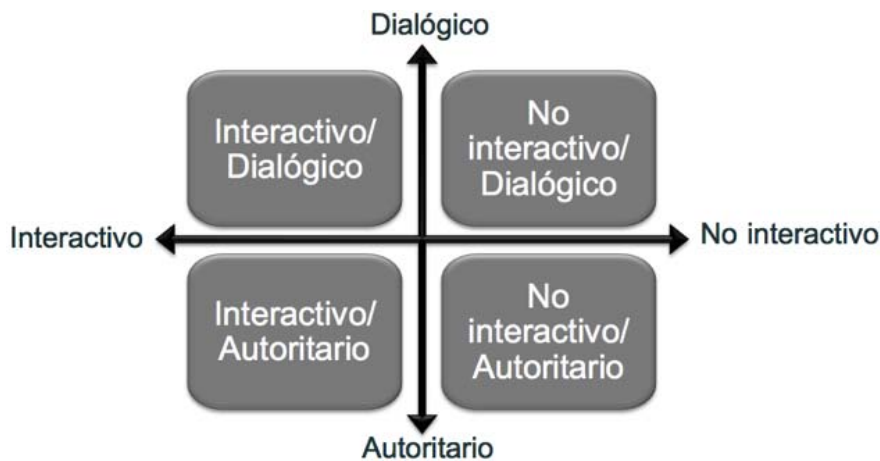 Dialógico
Interactivo/
Dialógico
No
interactivo/
Dialógico
Interactivo
No interactivo
Interactivo/
Autoritario
No
interactivo/
Autoritario
Autoritario